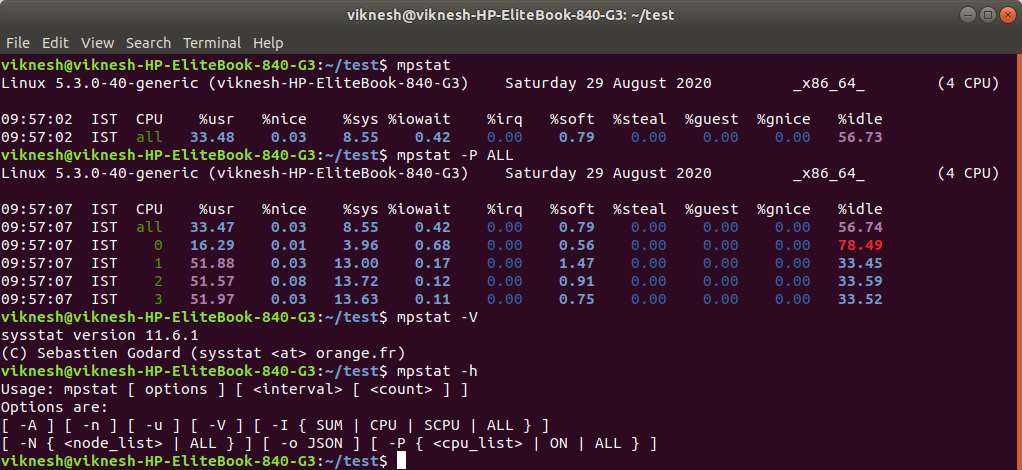 viknesh@viknesh-HP-EliteBook-840-G3: ~/test
File Edit View Search Terminal Help
viknesh@viknesh-HP-EliteBook-840-G3:~/test$ mpstat
Linux 5.3.0-40-generic (viknesh-HP-EliteBook-840-G3) Saturday 29 August 2020 _x86_64_ (4 CPU)
09:57:02 IST CPU %usr %nice %sys %iowait %irq %soft %steal %guest %gnice %idle
09:57:02 IST all 33.48 0.03 8.55 0.42 0.00 0.79 0.00 0.00 0.00 56.73
viknesh@viknesh-HP-EliteBook-840-G3:~/test$ mpstat -P ALL
Linux 5.3.0-40-generic (viknesh-HP-EliteBook-840-G3) Saturday 29 August 2020 _x86_64_ (4 CPU)
09:57:07 IST CPU %usr %nice %sys %iowait %irq %soft %steal %guest %gnice %idle
09:57:07 IST all 33.47 0.03 8.55 0.42 0.00 0.79 0.00 0.00 0.00 56.74
09:57:07 IST 0 16.29 0.01 3.96 0.68 0.00 0.56 0.00 0.00 0.00 78.49
09:57:07 IST 1 51.88 0.03 13.00 0.17 0.00 1.47 0.00 0.00 0.00 33.45
09:57:07 IST 2 51.57 0.08 13.72 0.12 0.00 0.91 0.00 0.00 0.00 33.59
09:57:07 IST 3 51.97 0.03 13.63 0.11 0.00 0.75 0.00 0.00 0.00 33.52
viknesh@viknesh-HP-EliteBook-840-G3:~/test$ mpstat -V
sysstat version 11.6.1
(C) Sebastien Godard (sysstat <at> orange.fr)
viknesh@viknesh-HP-EliteBook-840-G3:~/test$ mpstat -h
Usage: mpstat [ options ] [ <interval> [ <count> ] ]
Options are:
[ -A ] [ -n ] [ -u ] [ -V ] [ -I { SUM | CPU | SCPU | ALL } ]
[ -N { <node_list> | ALL } ] [ -o JSON ] [ -P { <cpu_list> | ON | ALL } ]
viknesh@viknesh-HP-EliteBook-840-G3:~/test$